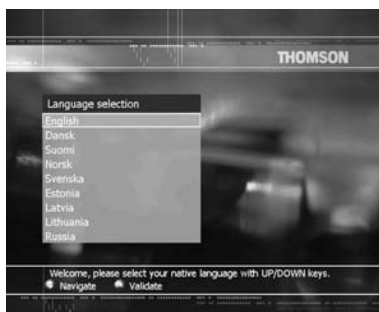 THOMSON
Language selection
English
Dansk
Suomi
Norsk
Svenska
Estonia
Latvia
Lithuania
Russia
Welcome, please select your native language with UP/DOWN keys.
Navigate Validate